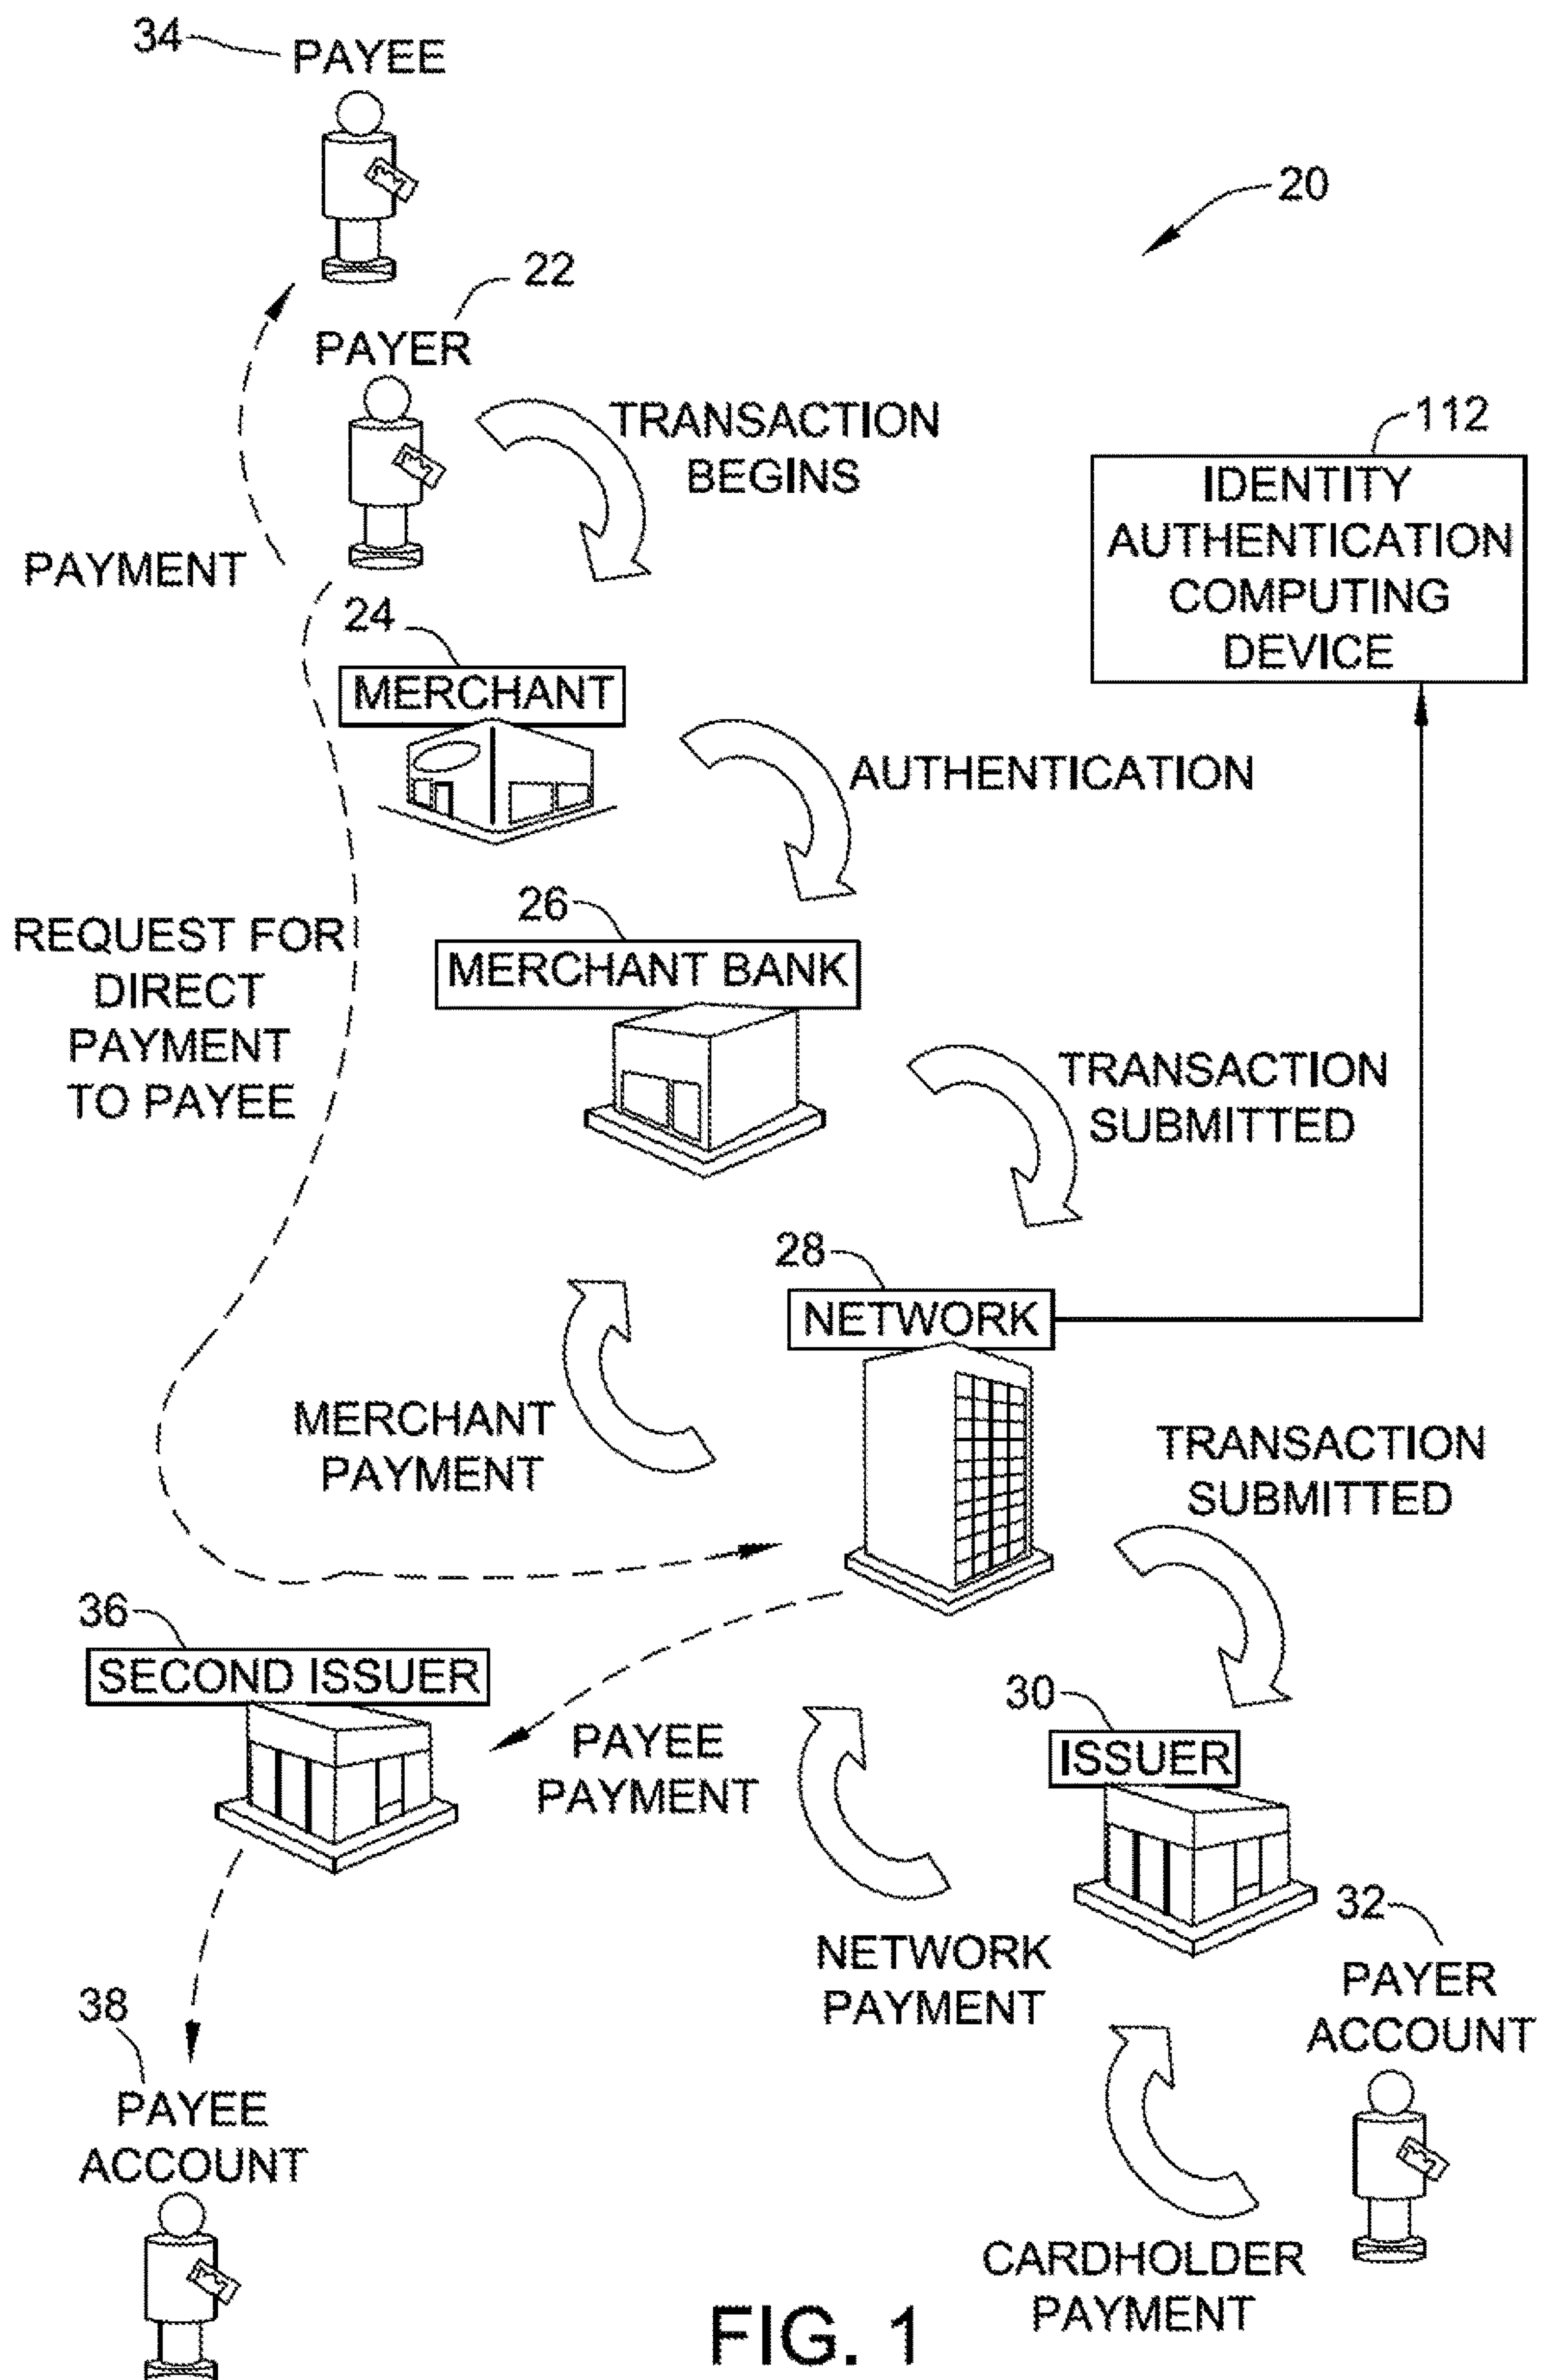 34
PAYEE
20
22
PAYER
TRANSACTION
BEGINS
112
IDENTITY
AUTHENTICATION
COMPUTING
DEVICE
PAYMENT
24
MERCHANT
AUTHENTICATION
26
MERCHANT BANK
REQUEST FOR
DIRECT
PAYMENT
TO PAYEE
TRANSACTION
SUBMITTED
28
NETWORK
MERCHANT
PAYMENT
TRANSACTION
SUBMITTED
36
SECOND ISSUER
30
ISSUER
PAYEE
PAYMENT
32
PAYER
ACCOUNT
NETWORK
PAYMENT
38
PAYEE
ACCOUNT
CARDHOLDER
PAYMENT
FIG. 1